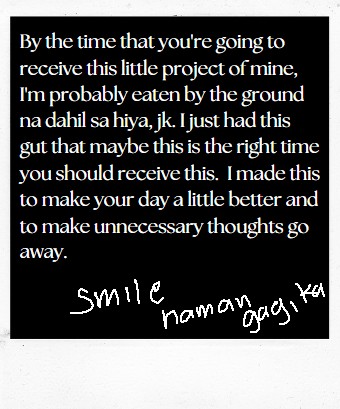 By the time that you're going to
receive this little project of mine,
I'm probably eaten by the ground
na dahil sa hiya, jk. I just had this
gut that maybe this is the right time
you should receive this.  I made this
to make your day a little better and
to make unnecessary thoughts go
away.
smile
naman
gagi ka